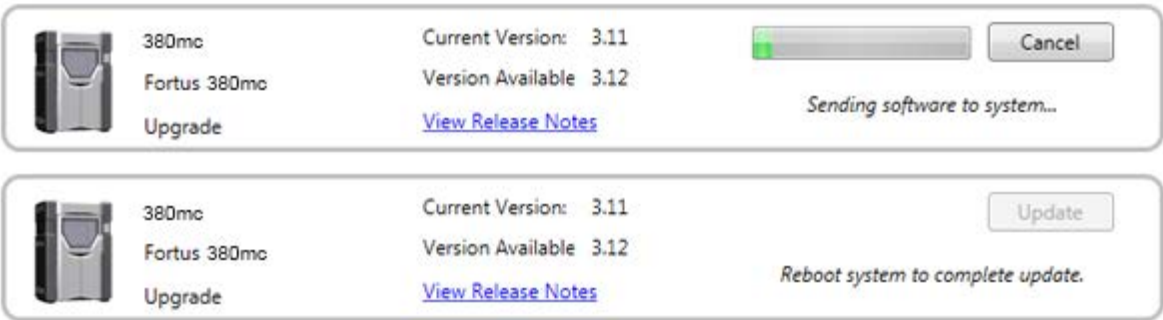 380mc Current Version: 3.11 Cancel
Fortus 380mc Version Available 3.12
Sending software to system...
Upgrade View Release Notes
380mc Current Version: 3.11 Update
Fortus 380mc Version Available 3.12
Reboot system to complete update.
Upgrade View Release Notes